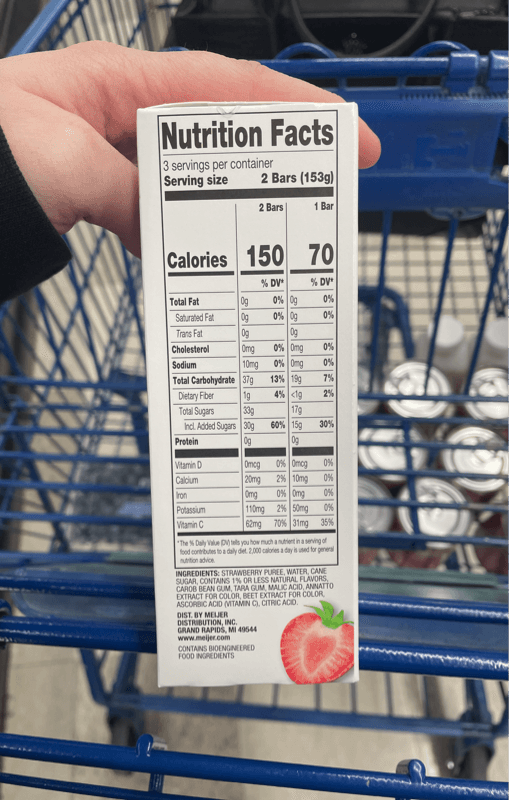 Nutrition Facts
3 servings per container
Serving size 2 Bars (153g)
2 Bars 1 Bar
Calories 150 70
% DV* % DV*
Total Fat 0g 0% 0g 0%
Saturated Fat 0g 0% 0g 0%
Trans Fat 0g 0g
Cholesterol 0mg 0% 0mg 0%
Sodium 10mg 0% 0mg 0%
Total Carbohydrate 37g 13% 19g 7%
Dietary Fiber 1g 4% <1g 2%
Total Sugars 33g 17g
Incl. Added Sugars 30g 60% 15g 30%
Protein 0g 0g
Vitamin D 0mcg 0% 0mcg 0%
Calcium 20mg 2% 10mg 0%
Iron 0mg 0% 0mg 0%
Potassium 110mg 2% 50mg 0%
Vitamin C 62mg 70% 31mg 35%
*The % Daily Value (DV) tells you how much a nutrient in a serving of
food contributes to a daily diet. 2,000 calories a day is used for general
nutrition advice.
INGREDIENTS: STRAWBERRY PUREE, WATER, CANE
SUGAR, CONTAINS 1% OR LESS NATURAL FLAVORS,
CAROB BEAN GUM, TARA GUM, MALIC ACID, ANNATTO
EXTRACT FOR COLOR, BEET EXTRACT FOR COLOR,
ASCORBIC ACID (VITAMIN C), CITRIC ACID.
DIST. BY MEIJER
DISTRIBUTION, INC.
GRAND RAPIDS, MI 49544
www.meijer.com
CONTAINS BIOENGINEERED
FOOD INGREDIENTS